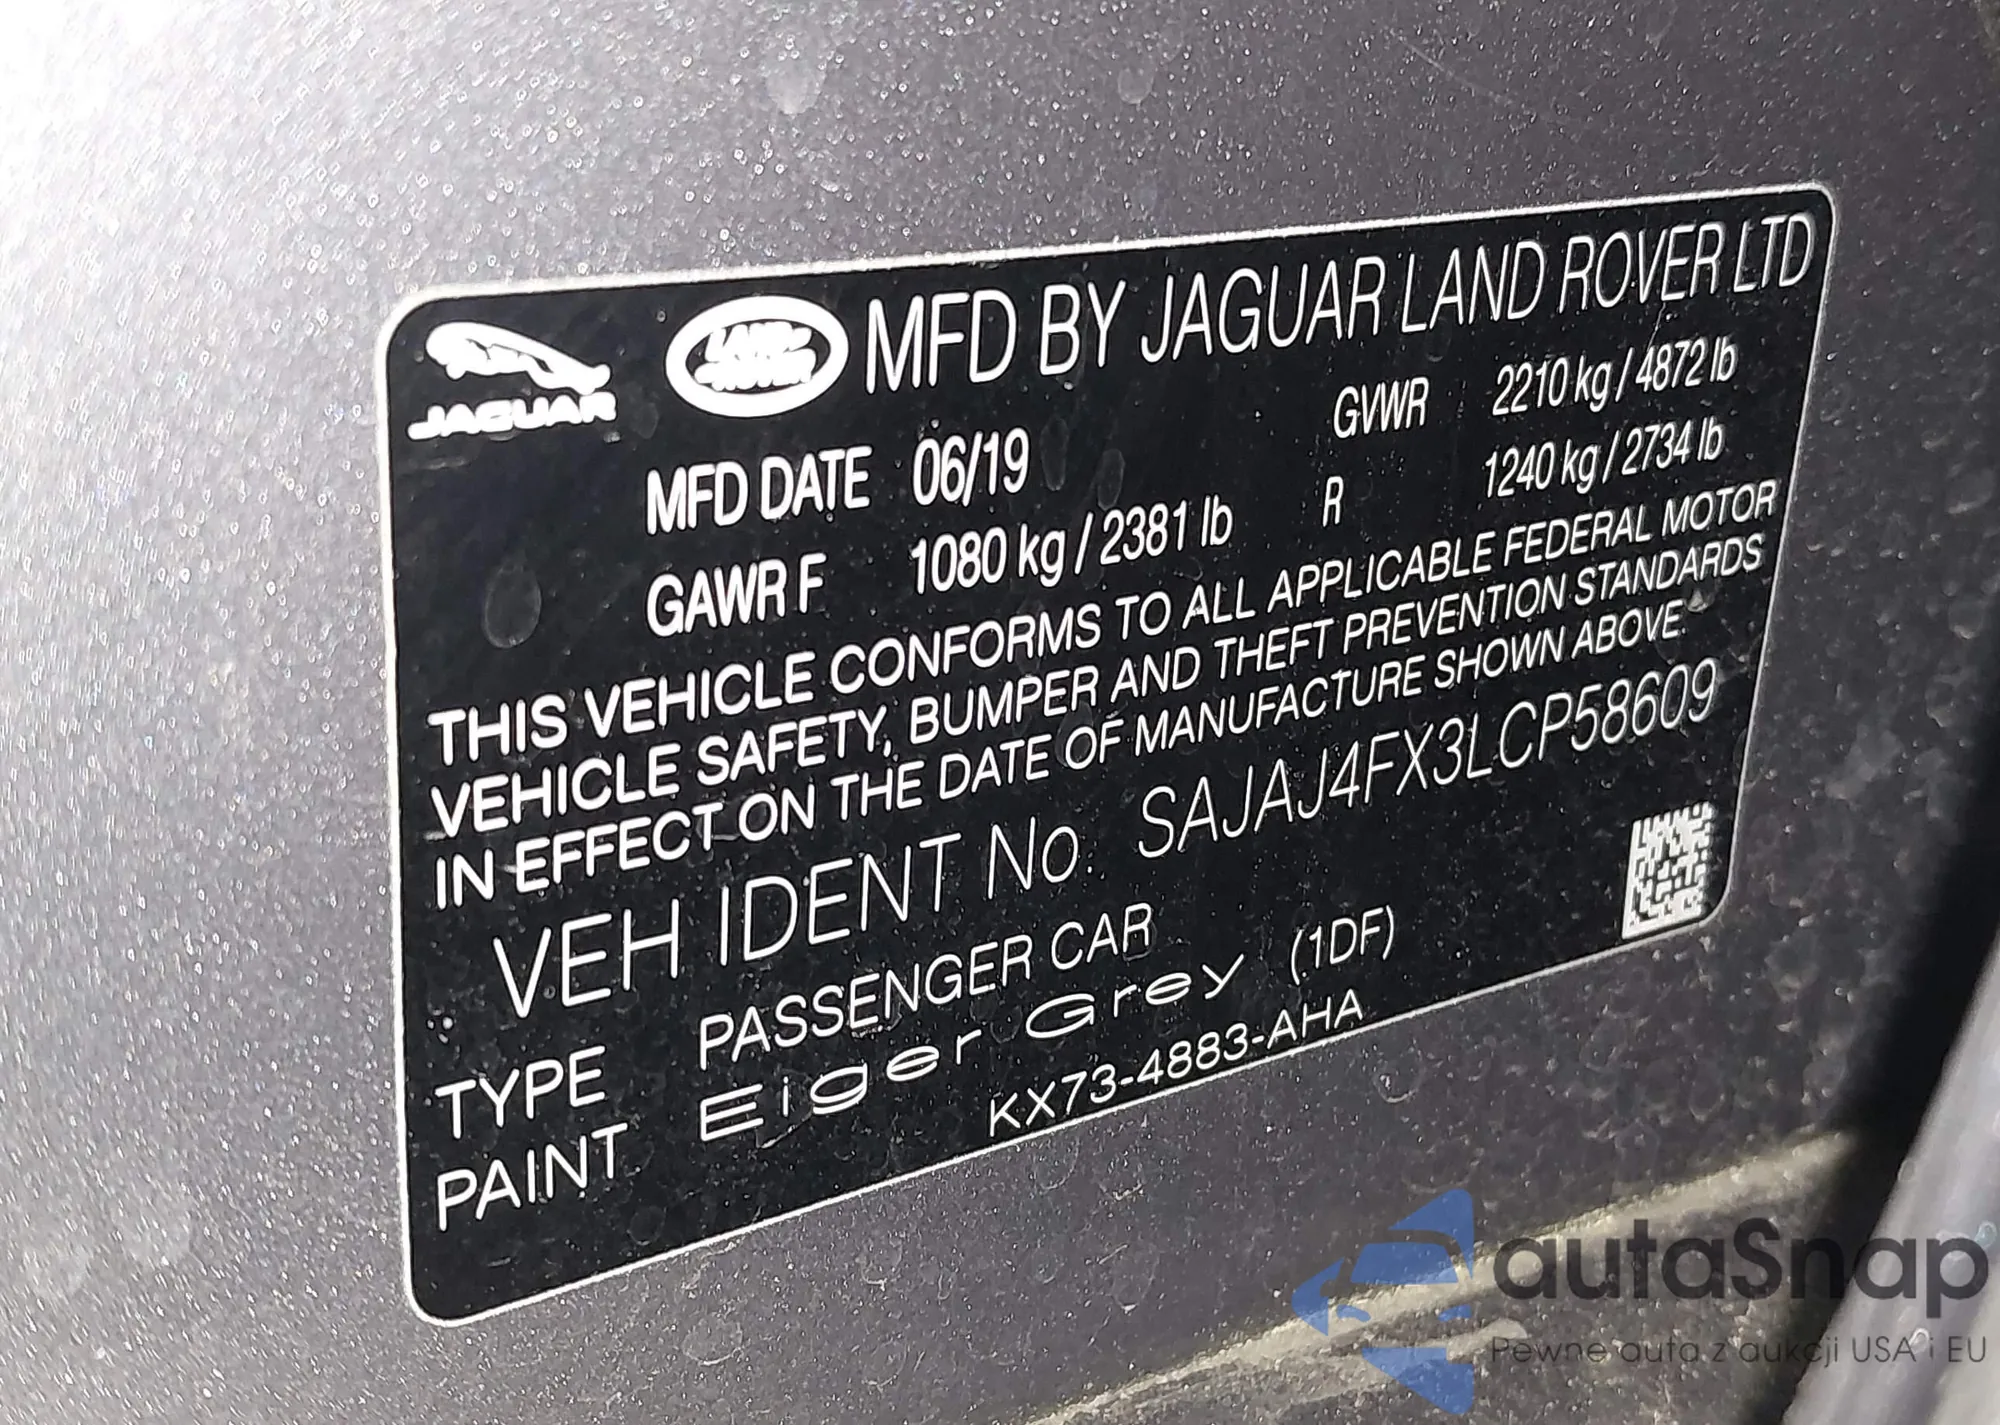 JAGUAR LAND ROVER MFD BY JAGUAR LAND ROVER LTD
MFD DATE 06/19 GVWR 2210 kg / 4872 lb
GAWR F 1080 kg / 2381 lb R 1240 kg / 2734 lb
THIS VEHICLE CONFORMS TO ALL APPLICABLE FEDERAL MOTOR
VEHICLE SAFETY, BUMPER AND THEFT PREVENTION STANDARDS
IN EFFECT ON THE DATE OF MANUFACTURE SHOWN ABOVE.
VEH IDENT No. SAJAJ4FX3LCP58609
TYPE PASSENGER CAR
PAINT Eiger Grey (1DF)
KX73-4883-AHA
autaSnap
Pewne auta z aukcji USA i EU